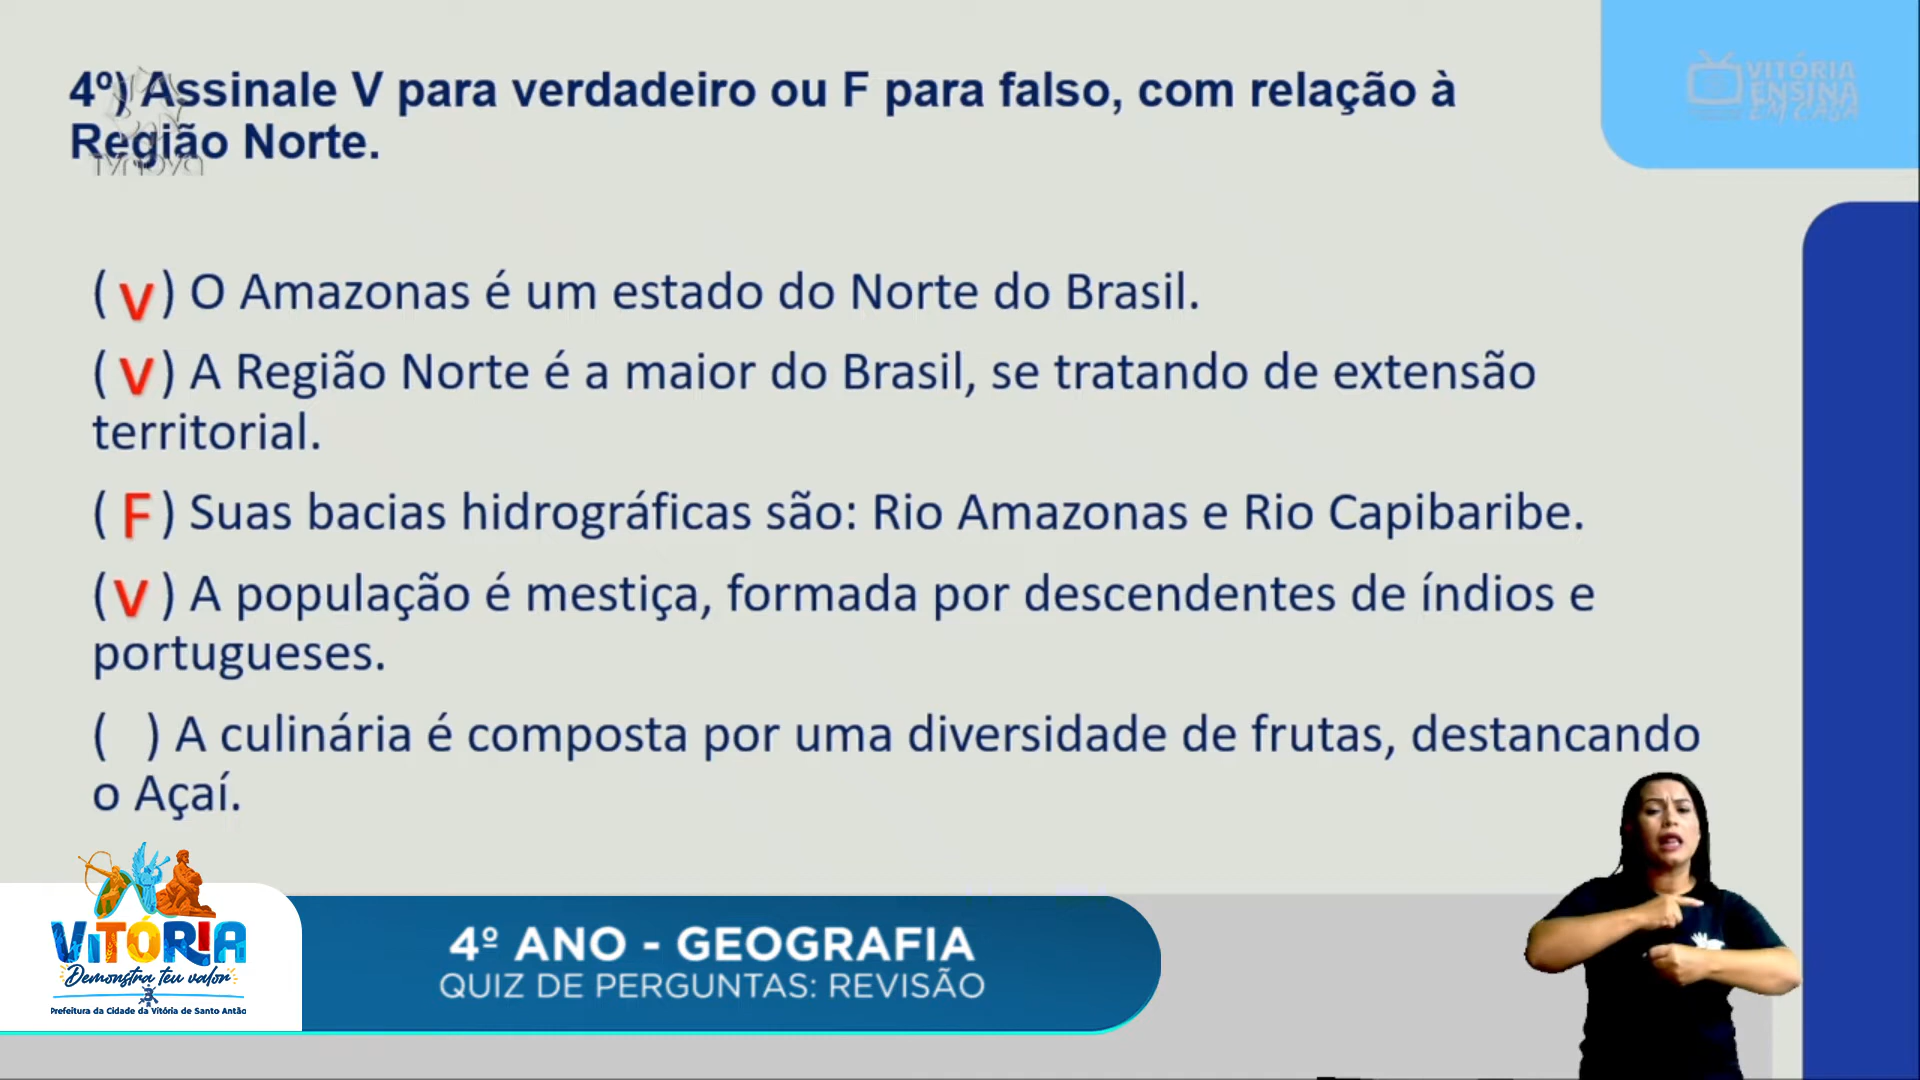 4º) Assinale V para verdadeiro ou F para falso, com relação à
Região Norte.
VITÓRIA
ENSINA
EM CASA
( V ) O Amazonas é um estado do Norte do Brasil.
( V ) A Região Norte é a maior do Brasil, se tratando de extensão
territorial.
( F ) Suas bacias hidrográficas são: Rio Amazonas e Rio Capibaribe.
( V ) A população é mestiça, formada por descendentes de índios e
portugueses.
( ) A culinária é composta por uma diversidade de frutas, destancando
o Açaí.
VITÓRIA
Demonstra teu valor
Prefeitura da Cidade da Vitória de Santo Antão
4º ANO - GEOGRAFIA
QUIZ DE PERGUNTAS: REVISÃO